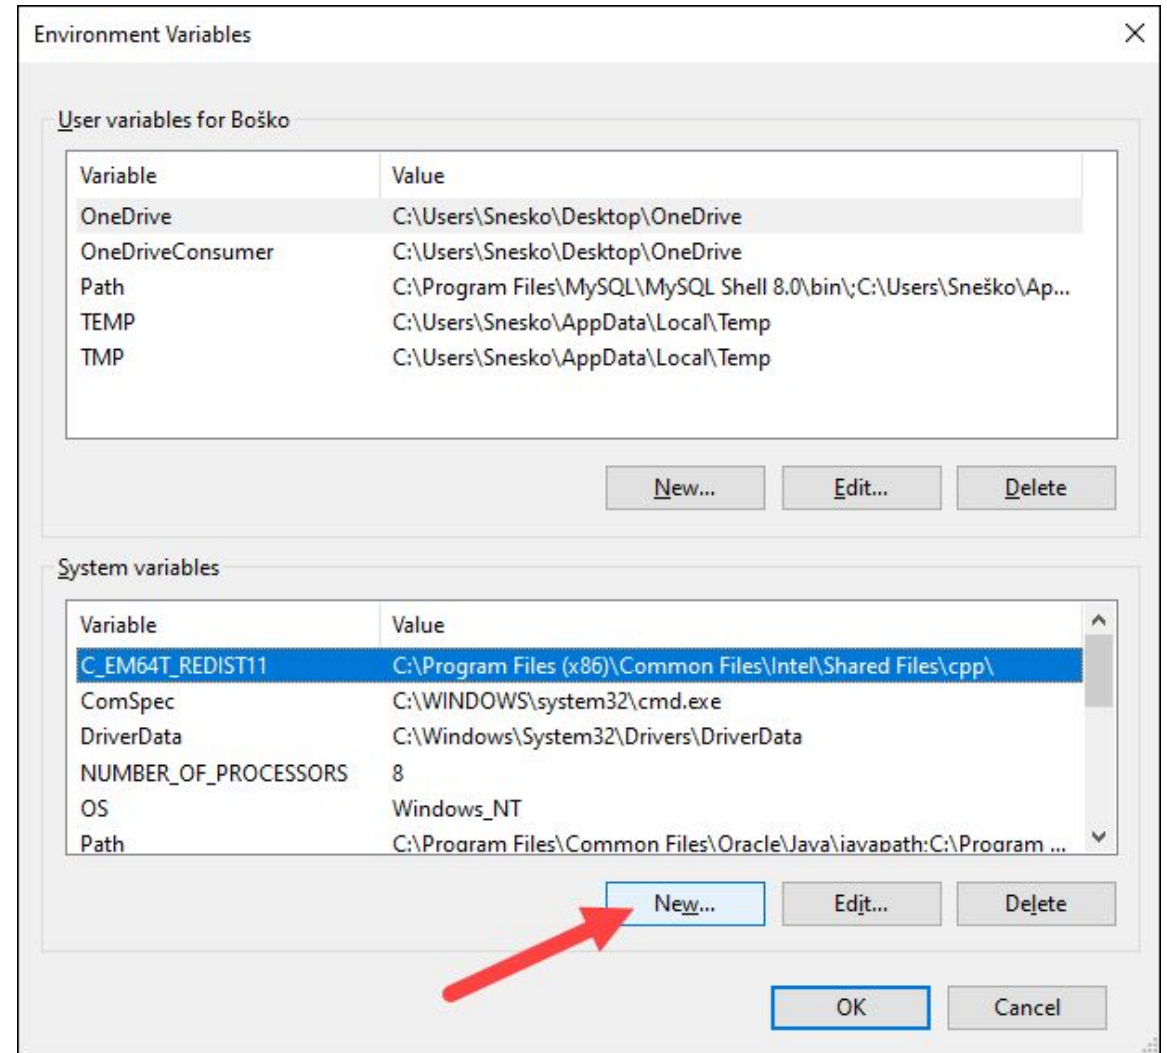 Environment Variables
User variables for Boško
Variable Value
OneDrive C:\Users\Snesko\Desktop\OneDrive
OneDriveConsumer C:\Users\Snesko\Desktop\OneDrive
Path C:\Program Files\MySQL\MySQL Shell 8.0\bin\;C:\Users\Sneško\Ap...
TEMP C:\Users\Snesko\AppData\Local\Temp
TMP C:\Users\Snesko\AppData\Local\Temp
New... Edit... Delete
System variables
Variable Value
C_EM64T_REDIST11 C:\Program Files (x86)\Common Files\Intel\Shared Files\cpp\
ComSpec C:\WINDOWS\system32\cmd.exe
DriverData C:\Windows\System32\Drivers\DriverData
NUMBER_OF_PROCESSORS 8
OS Windows_NT
Path C:\Program Files\Common Files\Oracle\Java\javapath;C:\Program ...
New... Edit... Delete
OK Cancel